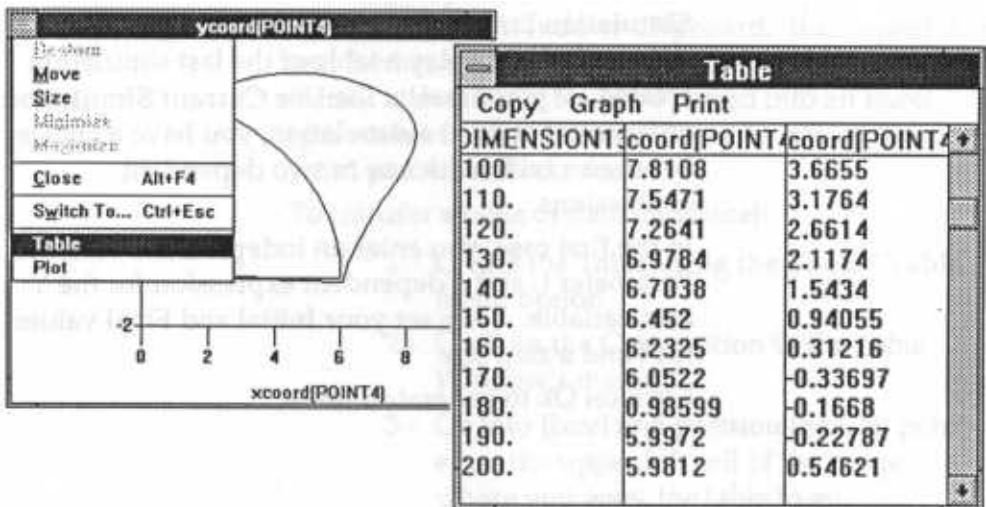 ycoord(POINT4)
Restore
Move
Size
Minimize
Maximize
Close Alt+F4
Switch To... Ctrl+Esc
Table
Plot
-2
0 2 4 6 8
xcoord(POINT4)
Table
Copy Graph Print
DIMENSIONT3 coord(POINT4 coord(POINT4
100. 7.8108 3.6655
110. 7.5471 3.1764
120. 7.2641 2.6614
130. 6.9784 2.1174
140. 6.7038 1.5434
150. 6.452 0.94055
160. 6.2325 0.31216
170. 6.0522 -0.33697
180. 0.98599 -0.1668
190. 5.9972 -0.22787
200. 5.9812 0.54621